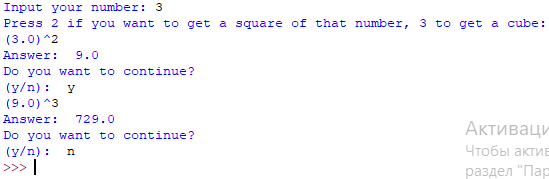 Input your number: 3
Press 2 if you want to get a square of that number, 3 to get a cube:
(3.0)^2
Answer:  9.0
Do you want to continue?
(y/n):  y
(9.0)^3
Answer:  729.0
Do you want to continue?
(y/n):  n
>>>
Активаци
Чтобы актив
раздел "Пар